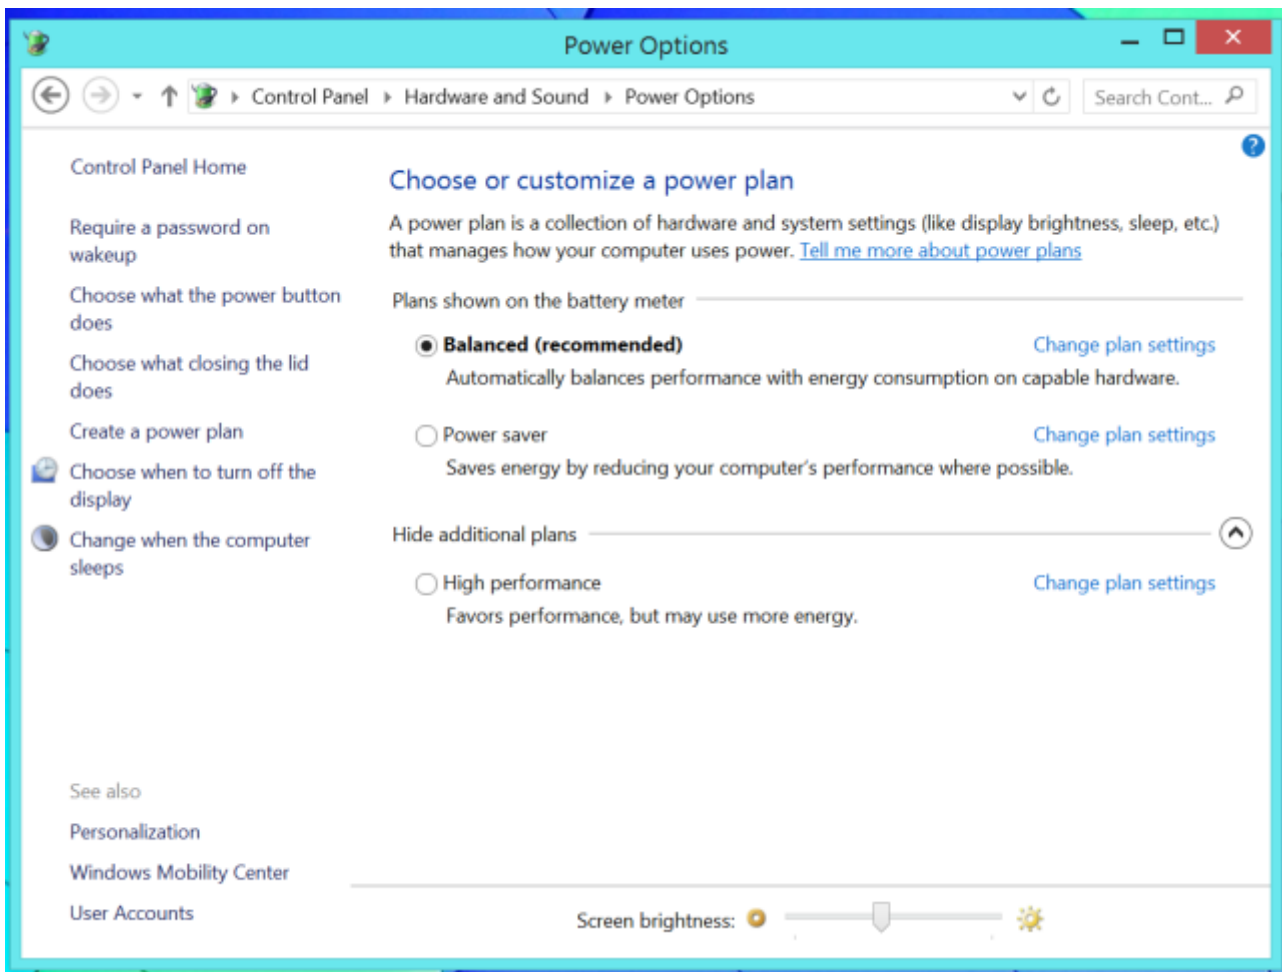 Power Options
Control Panel Hardware and Sound Power Options
Search Cont...
Control Panel Home
Require a password on
wakeup
Choose what the power button
does
Choose what closing the lid
does
Create a power plan
Choose when to turn off the
display
Change when the computer
sleeps
See also
Personalization
Windows Mobility Center
User Accounts
Choose or customize a power plan
A power plan is a collection of hardware and system settings (like display brightness, sleep, etc.)
that manages how your computer uses power. Tell me more about power plans
Plans shown on the battery meter
Balanced (recommended) Change plan settings
Automatically balances performance with energy consumption on capable hardware.
Power saver Change plan settings
Saves energy by reducing your computer's performance where possible.
Hide additional plans
High performance Change plan settings
Favors performance, but may use more energy.
Screen brightness: